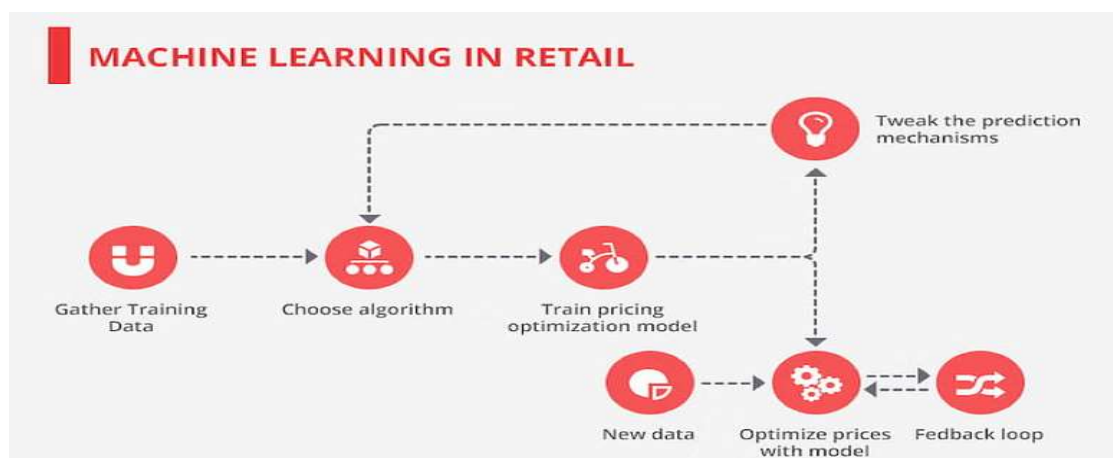 MACHINE LEARNING IN RETAIL
Tweak the prediction
mechanisms
Gather Training
Data
Choose algorithm
Train pricing
optimization model
New data
Optimize prices
with model
Fedback loop